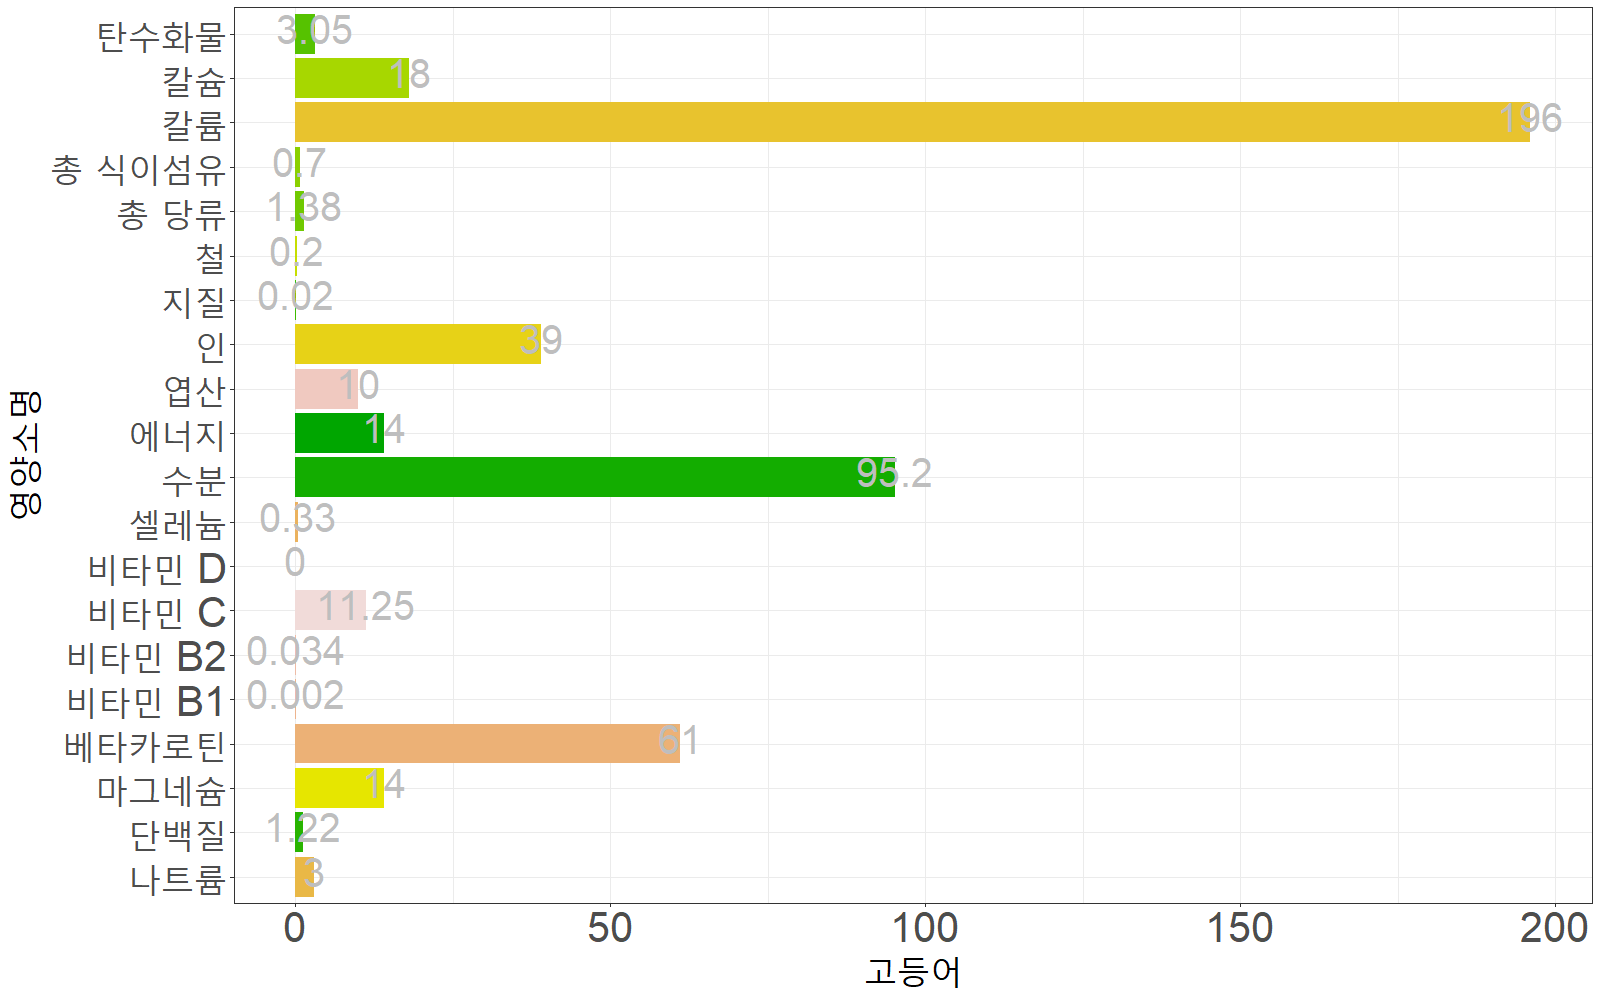 탄수화물 3.05
칼슘 18
칼륨 196
총 식이섬유 0.7
총 당류 1.38
철 0.2
지질 0.02
인 39
엽산 10
에너지 14
수분 95.2
셀레늄 0.33
비타민 D 0
비타민 C 11.25
비타민 B2 0.034
비타민 B1 0.002
베타카로틴 61
마그네슘 14
단백질 1.22
나트륨 3
영양소명
0 50 100 150 200
고등어